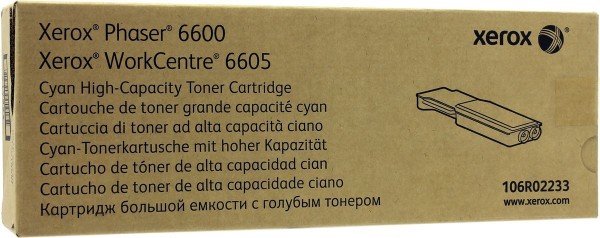 Xerox® Phaser® 6600
Xerox® WorkCentre® 6605
Cyan High-Capacity Toner Cartridge
Cartouche de toner grande capacité cyan
Cartuccia di toner ad alta capacità ciano
Cyan-Tonerkartusche mit hoher Kapazität
Cartucho de tóner de alta capacidad cian
Cartucho de toner de alta capacidade ciano
Картридж большой емкости с голубым тонером
xerox
106R02233
www.xerox.com